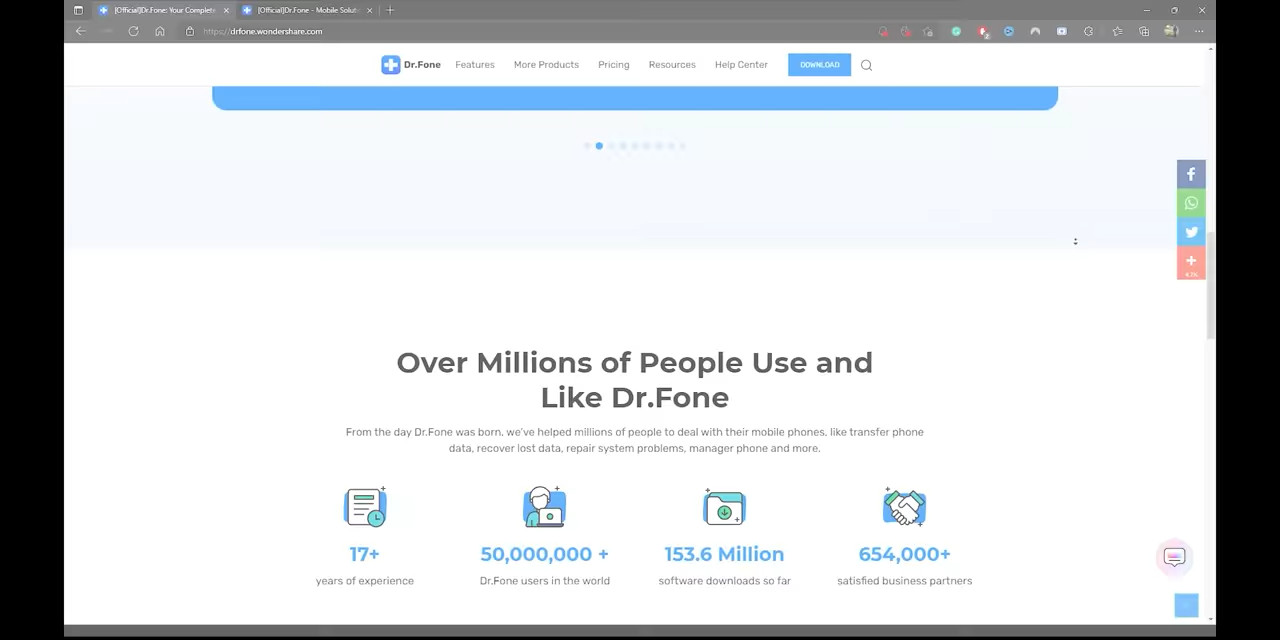 [Official]Dr.Fone: Your Complete
[Official]Dr.Fone - Mobile Solut
https://drfone.wondershare.com
Dr.Fone
Features
More Products
Pricing
Resources
Help Center
DOWNLOAD
Over Millions of People Use and
Like Dr.Fone
From the day Dr.Fone was born, we've helped millions of people to deal with their mobile phones, like transfer phone
data, recover lost data, repair system problems, manager phone and more.
17+
years of experience
50,000,000 +
Dr.Fone users in the world
153.6 Million
software downloads so far
654,000+
satisfied business partners